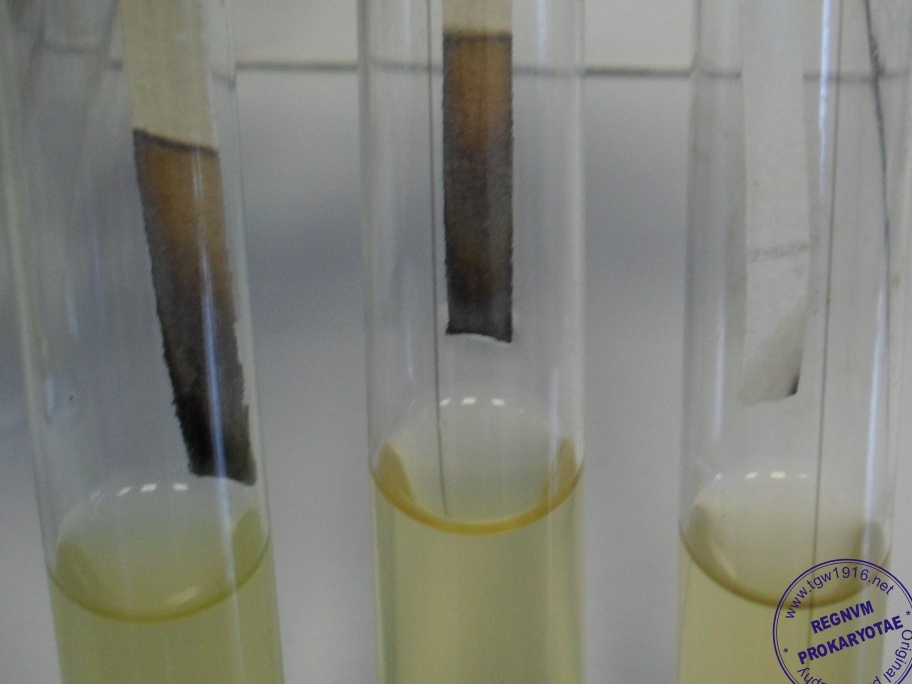 www.tgw1916.net
REGNVM
PROKARYOTAE
* Original